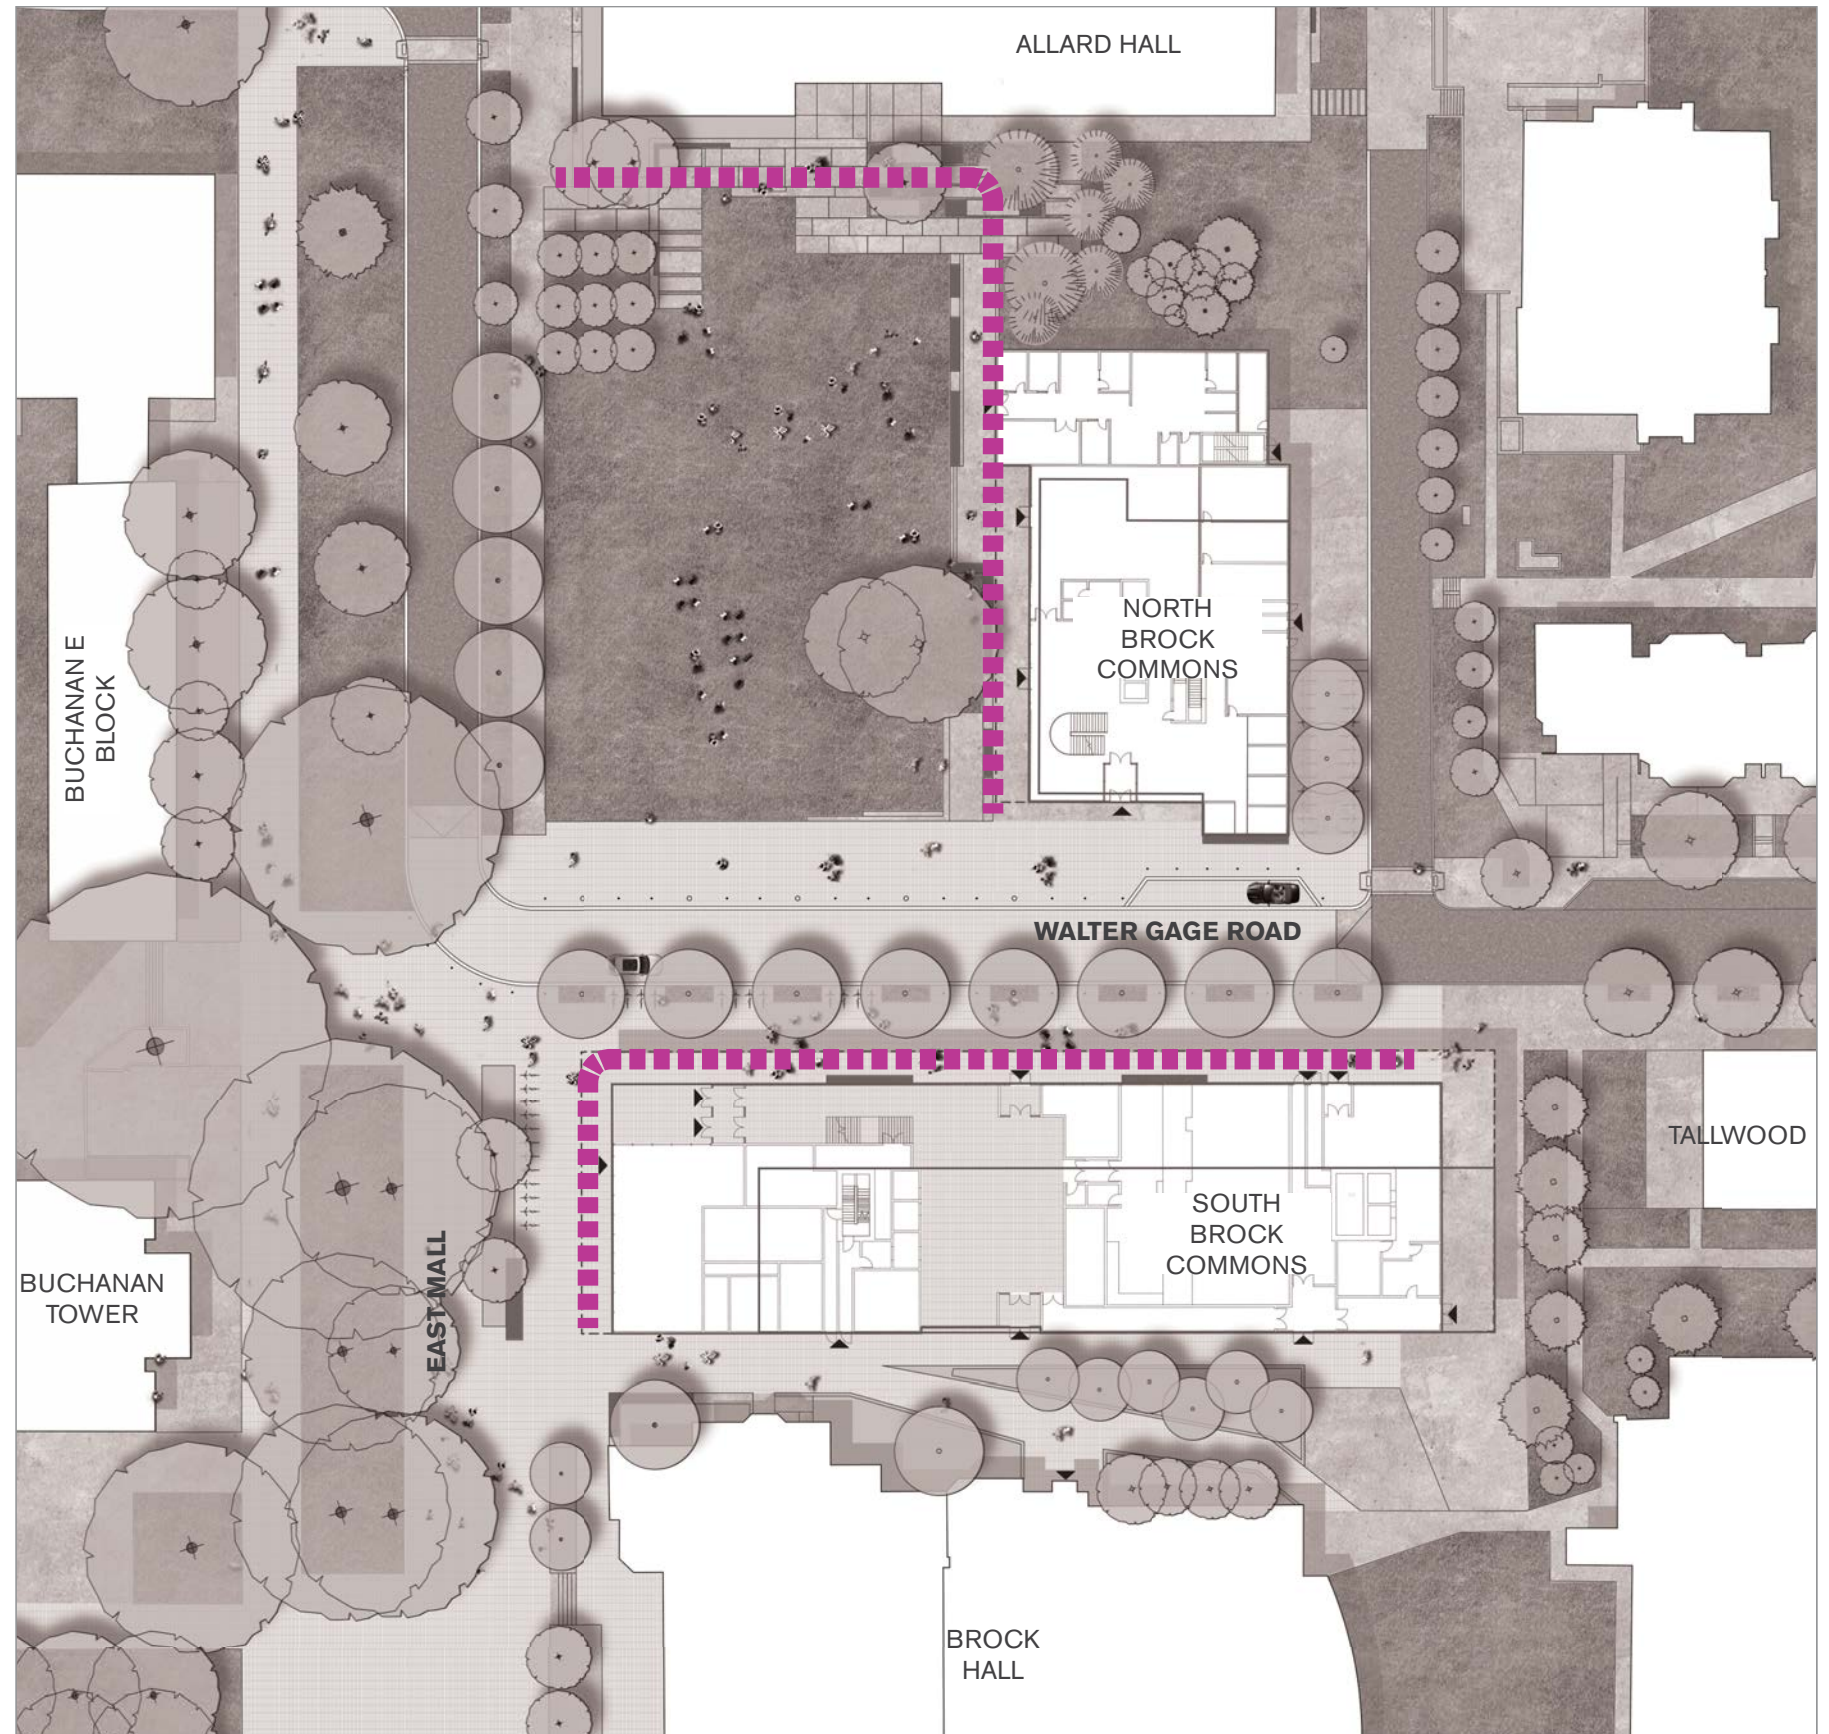 ALLARD HALL
NORTH
BROCK
COMMONS
BUCHANAN E
BLOCK
WALTER GAGE ROAD
TALLWOOD
SOUTH
BROCK
COMMONS
BUCHANAN
TOWER
EAST MALL
BROCK
HALL